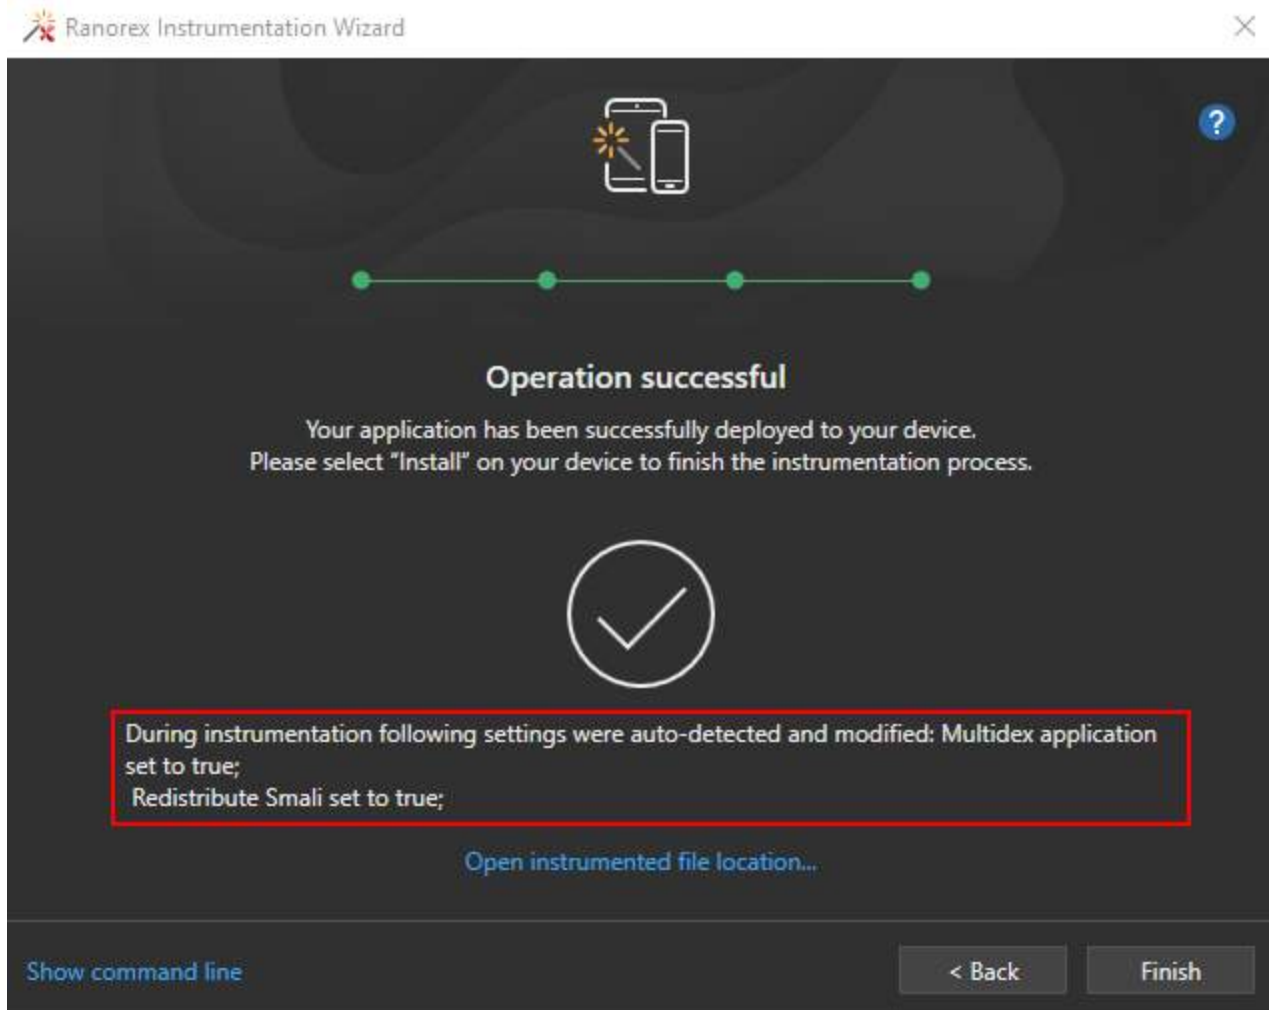 Ranorex Instrumentation Wizard
?
Operation successful
Your application has been successfully deployed to your device.
Please select "Install" on your device to finish the instrumentation process.
During instrumentation following settings were auto-detected and modified: Multidex application
set to true;
Redistribute Smali set to true;
Open instrumented file location...
Show command line
< Back
Finish